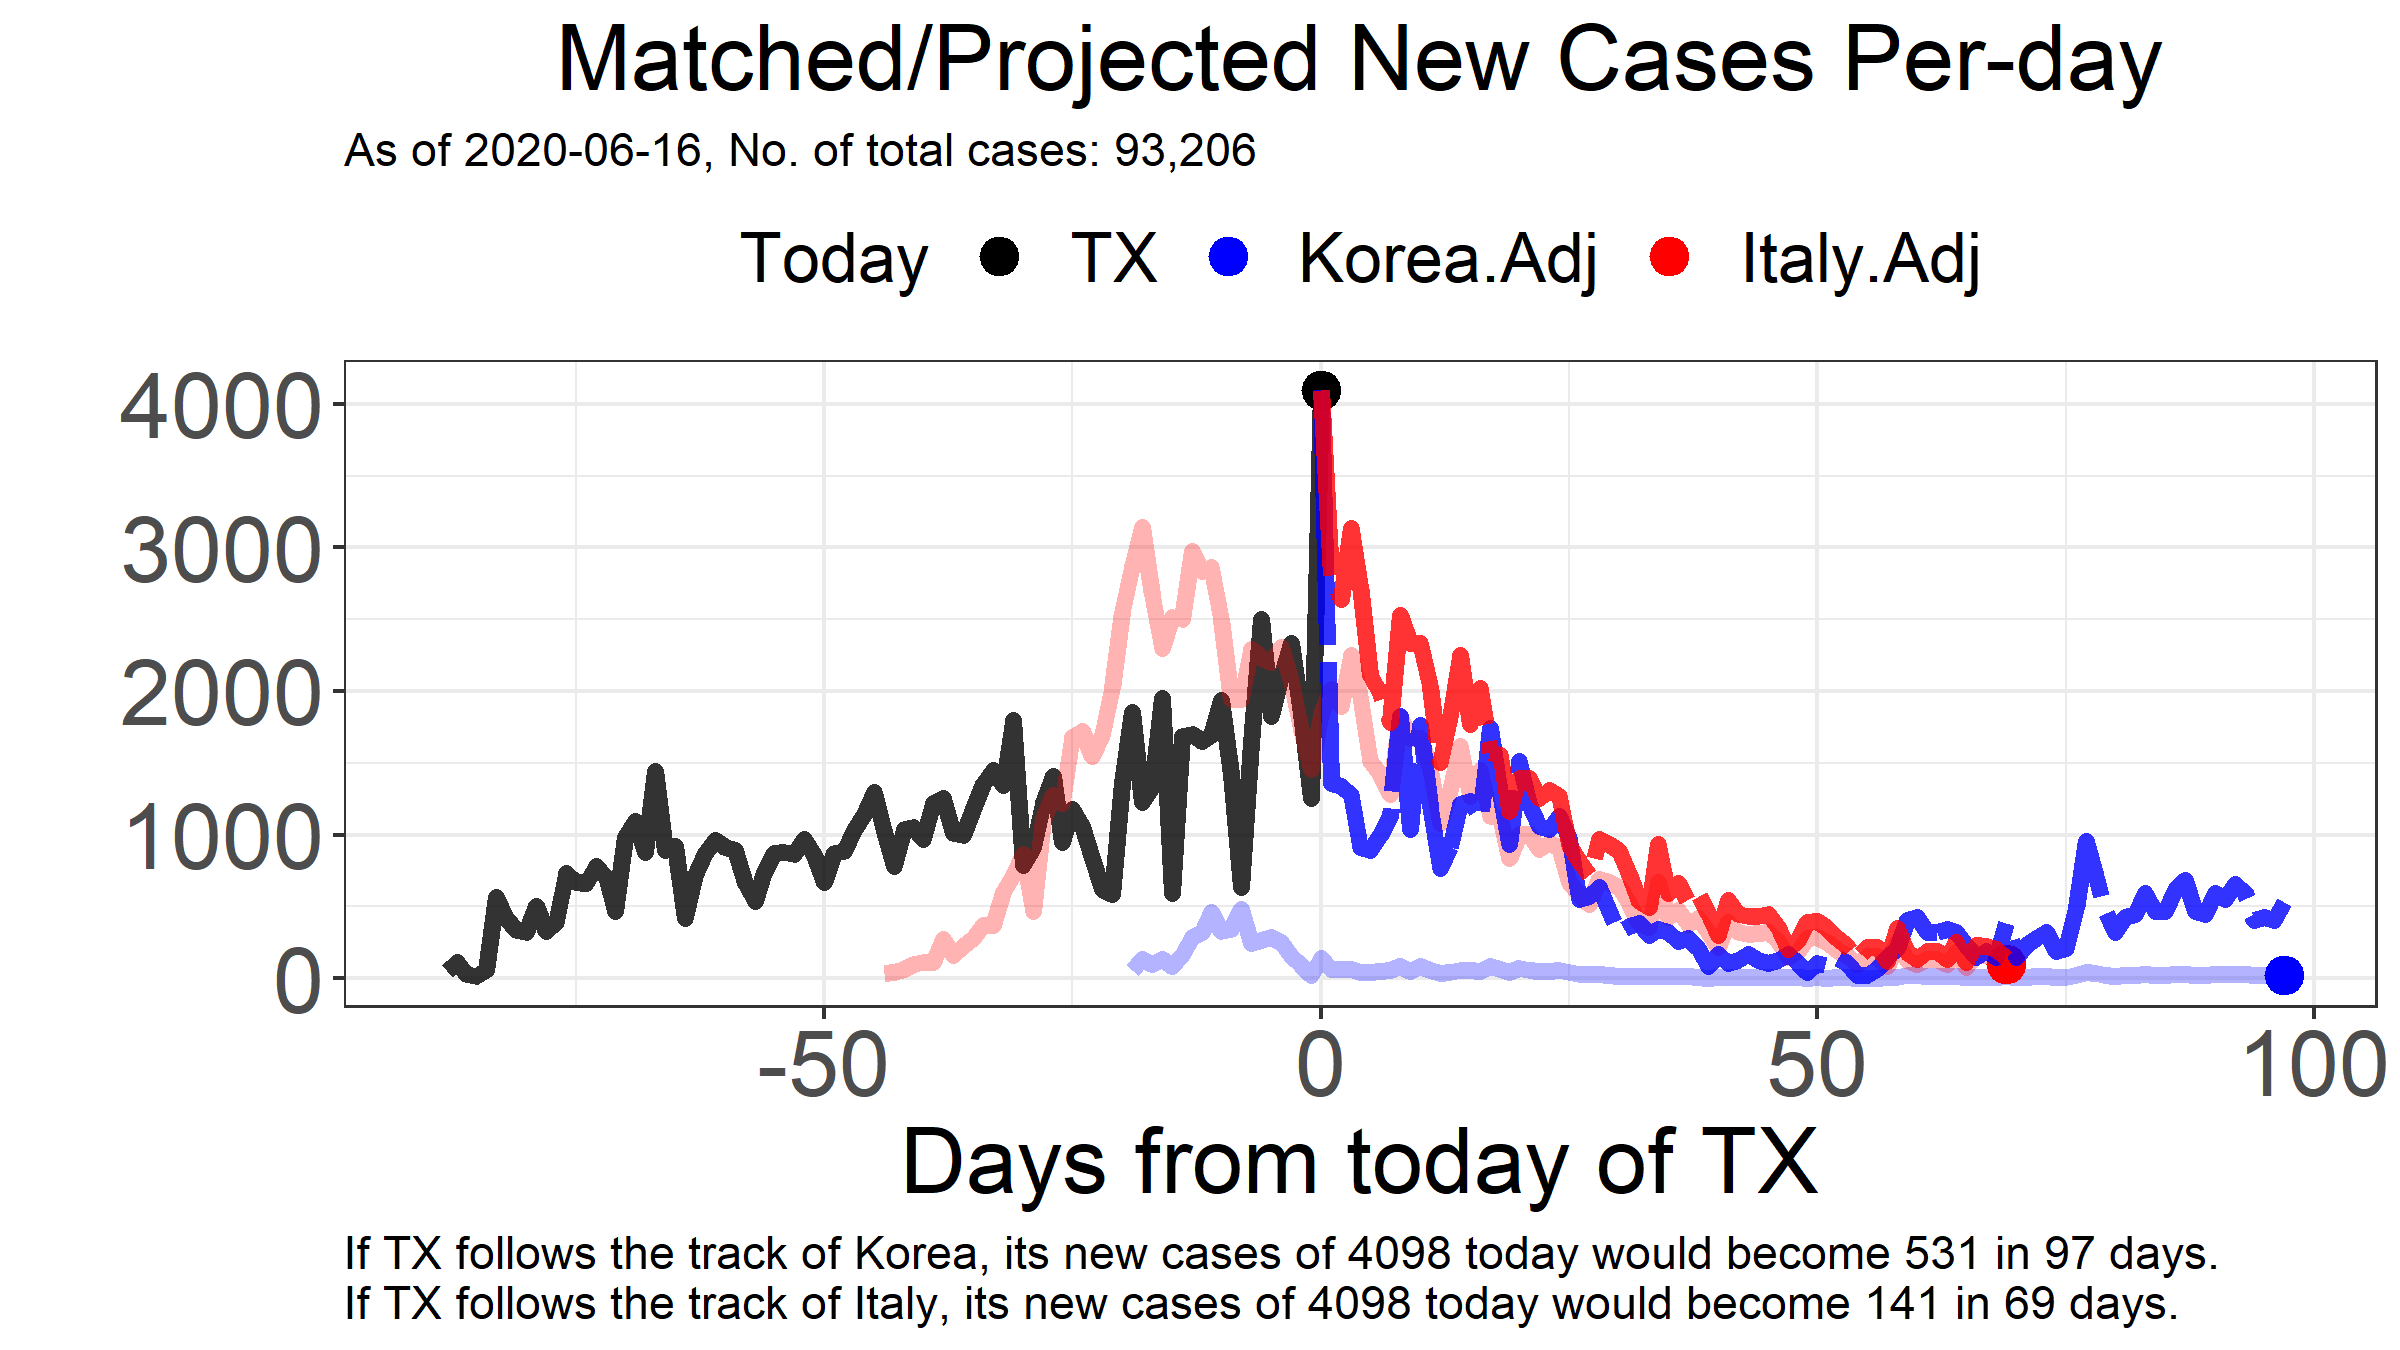 Matched/Projected New Cases Per-day
As of 2020-06-16, No. of total cases: 93,206
Today TX Korea.Adj Italy.Adj
4000
3000
2000
1000
0
-50 0 50 100
Days from today of TX
If TX follows the track of Korea, its new cases of 4098 today would become 531 in 97 days.
If TX follows the track of Italy, its new cases of 4098 today would become 141 in 69 days.